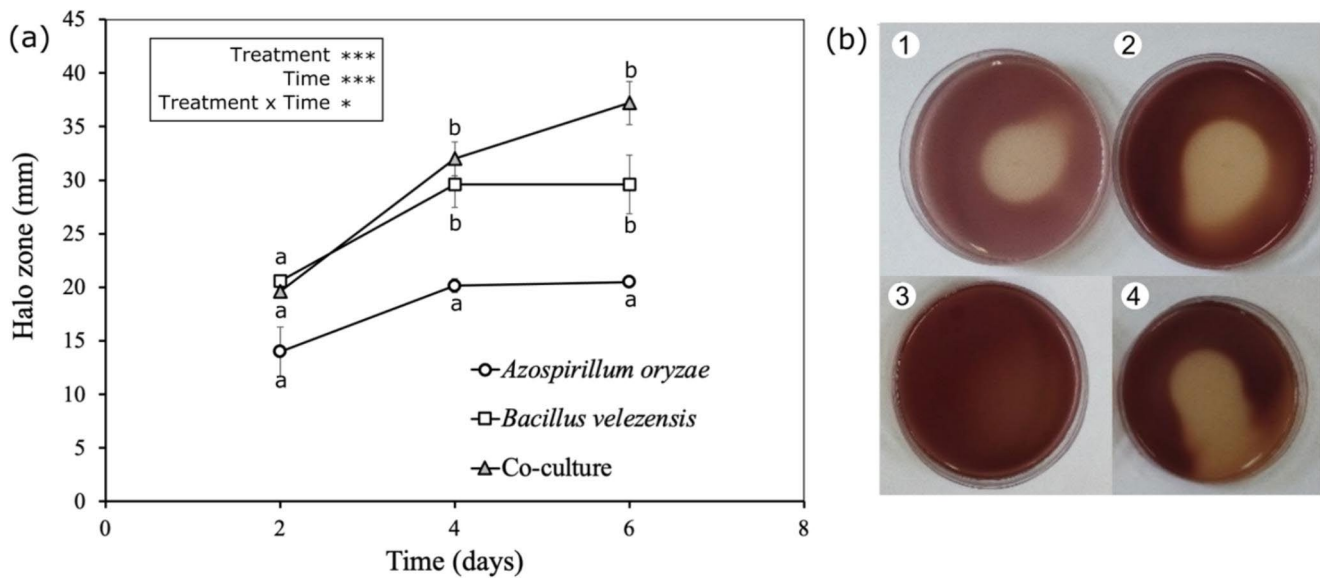 (a)
Treatment ***
Time ***
Treatment x Time *
Halo zone (mm)
45
40
35
30
25
20
15
10
5
0
b
b
b
b
a
a
a
a
a
Azospirillum oryzae
Bacillus velezensis
Co-culture
0 2 4 6 8
Time (days)
(b)
1 2
3 4